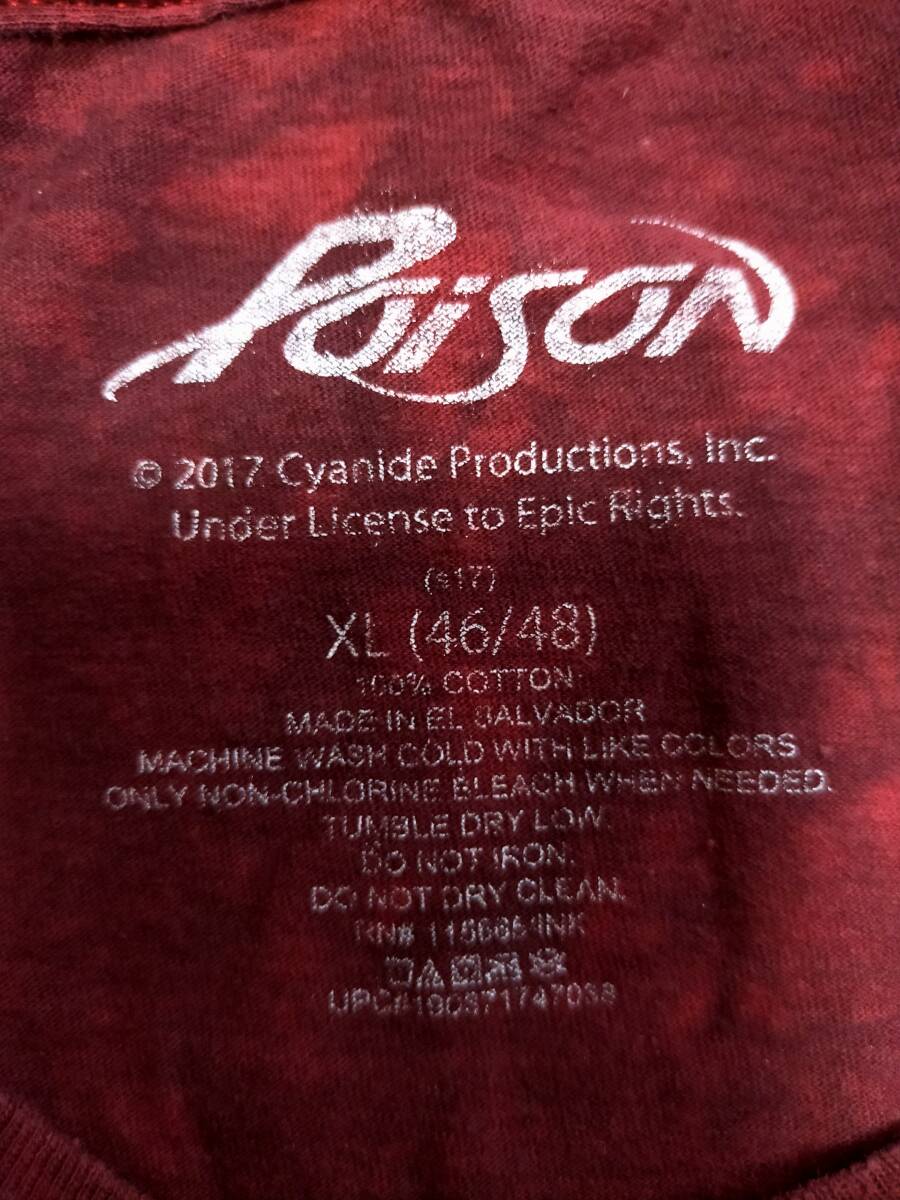 Poison
© 2017 Cyanide Productions, Inc.
Under License to Epic Rights.
(s17)
XL (46/48)
100% COTTON
MADE IN EL SALVADOR
MACHINE WASH COLD WITH LIKE COLORS
ONLY NON-CHLORINE BLEACH WHEN NEEDED.
TUMBLE DRY LOW.
DO NOT IRON.
DO NOT DRY CLEAN.
RN#